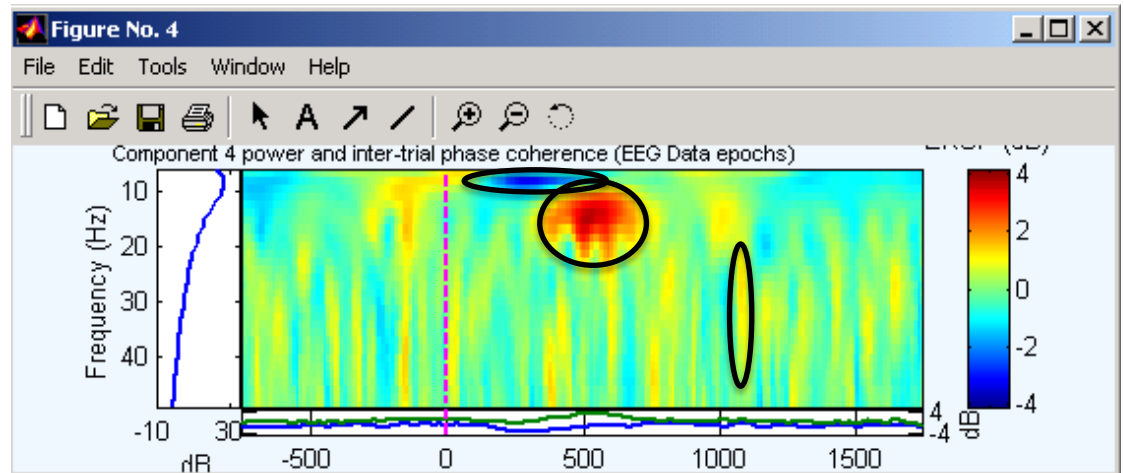 Figure No. 4
File Edit Tools Window Help
A
Component 4 power and inter-trial phase coherence (EEG Data epochs)
ERSP (dB)
Frequency (Hz)
10
20
30
40
4
2
0
-2
-4
4
-4
dB
-10 30
dB
-500 0 500 1000 1500